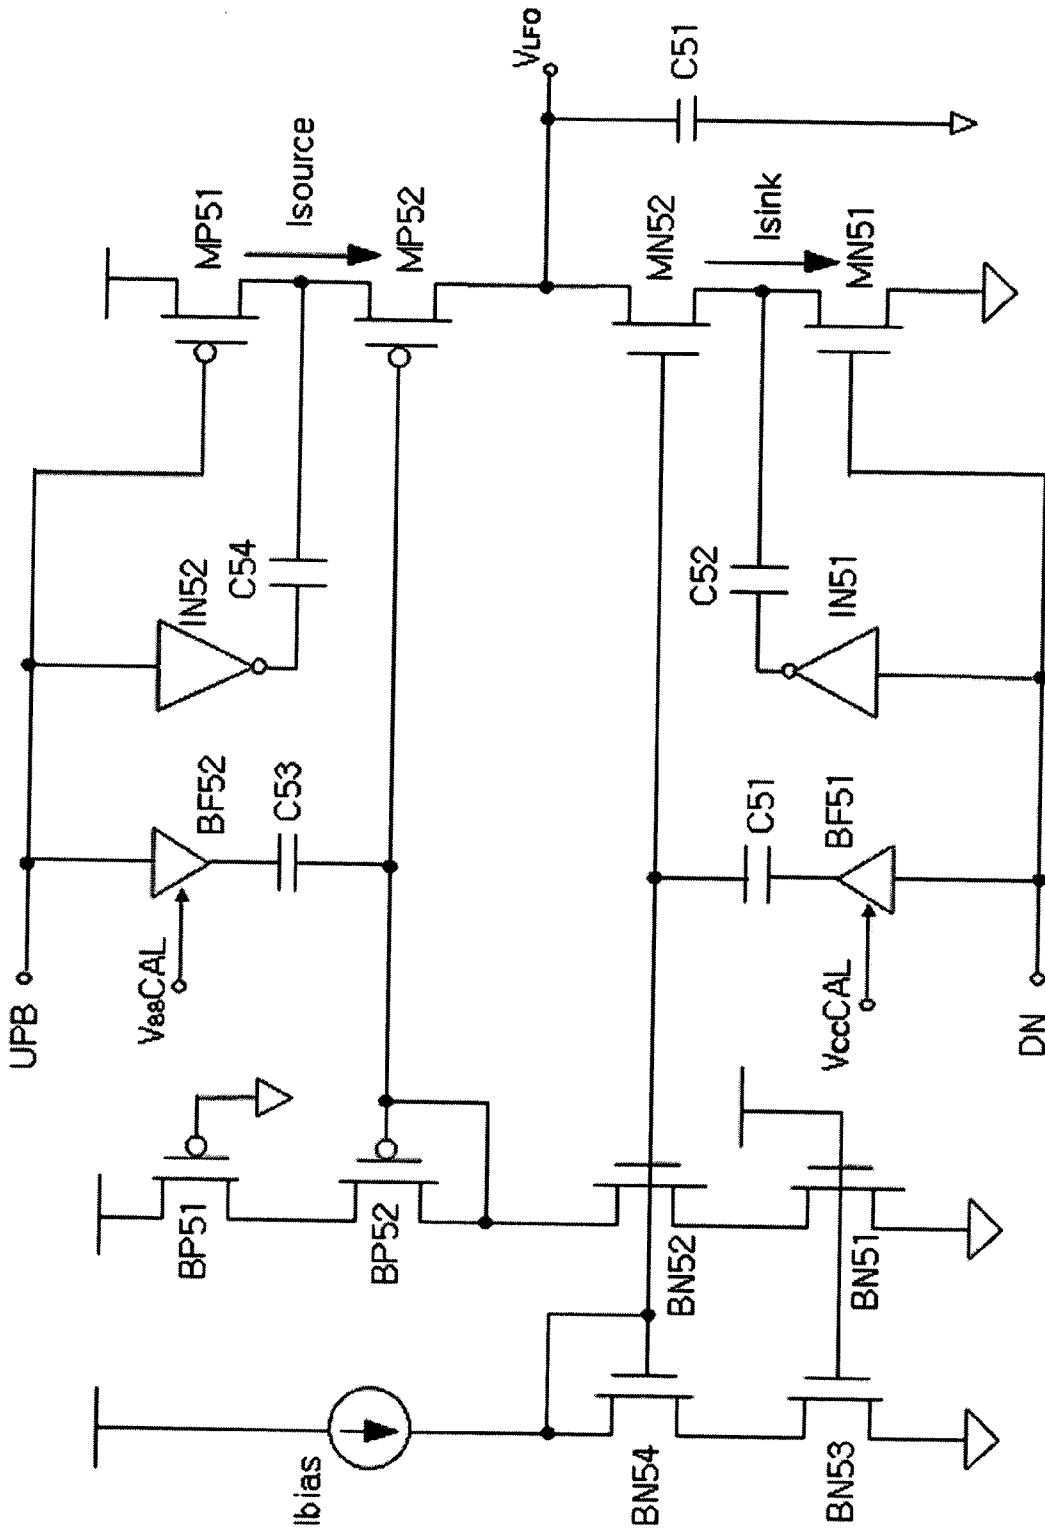 UPB
VssCAL
BF52
C53
IN52
C54
MP51
Isource
MP52
VLFO
C51
MN52
Isink
MN51
C52
IN51
C51
BF51
VccCAL
DN
BP51
BP52
BN52
BN51
Ibias
BN54
BN53